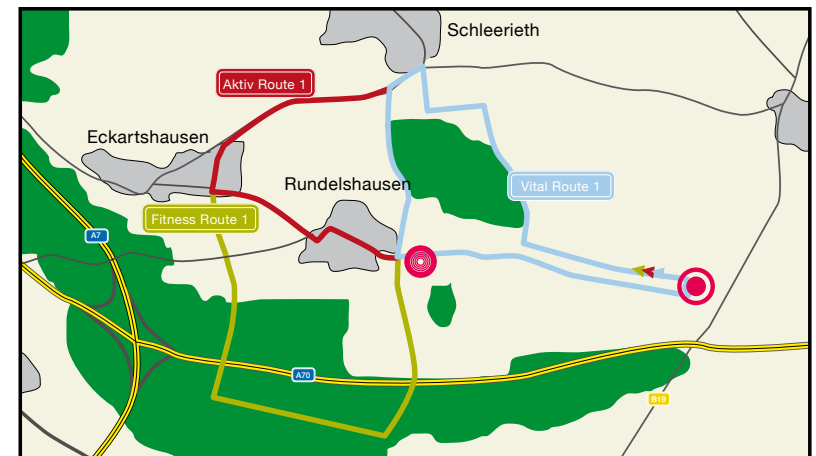 Schleerieth
Aktiv Route 1
Eckartshausen
Rundelshausen
Vital Route 1
Fitness Route 1
A7
A70
B19